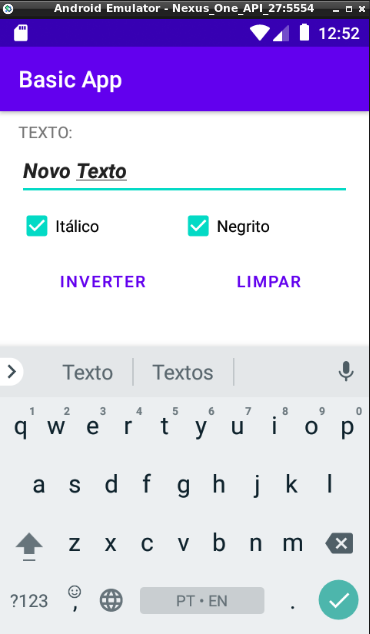 Android Emulator - Nexus_One_API_27:5554
12:52
Basic App
TEXTO:
Novo Texto
Itálico Negrito
INVERTER LIMPAR
Texto Textos
1 2 3 4 5 6 7 8 9 0
q w e r t y u i o p
a s d f g h j k l
z x c v b n m
?123 , PT • EN .